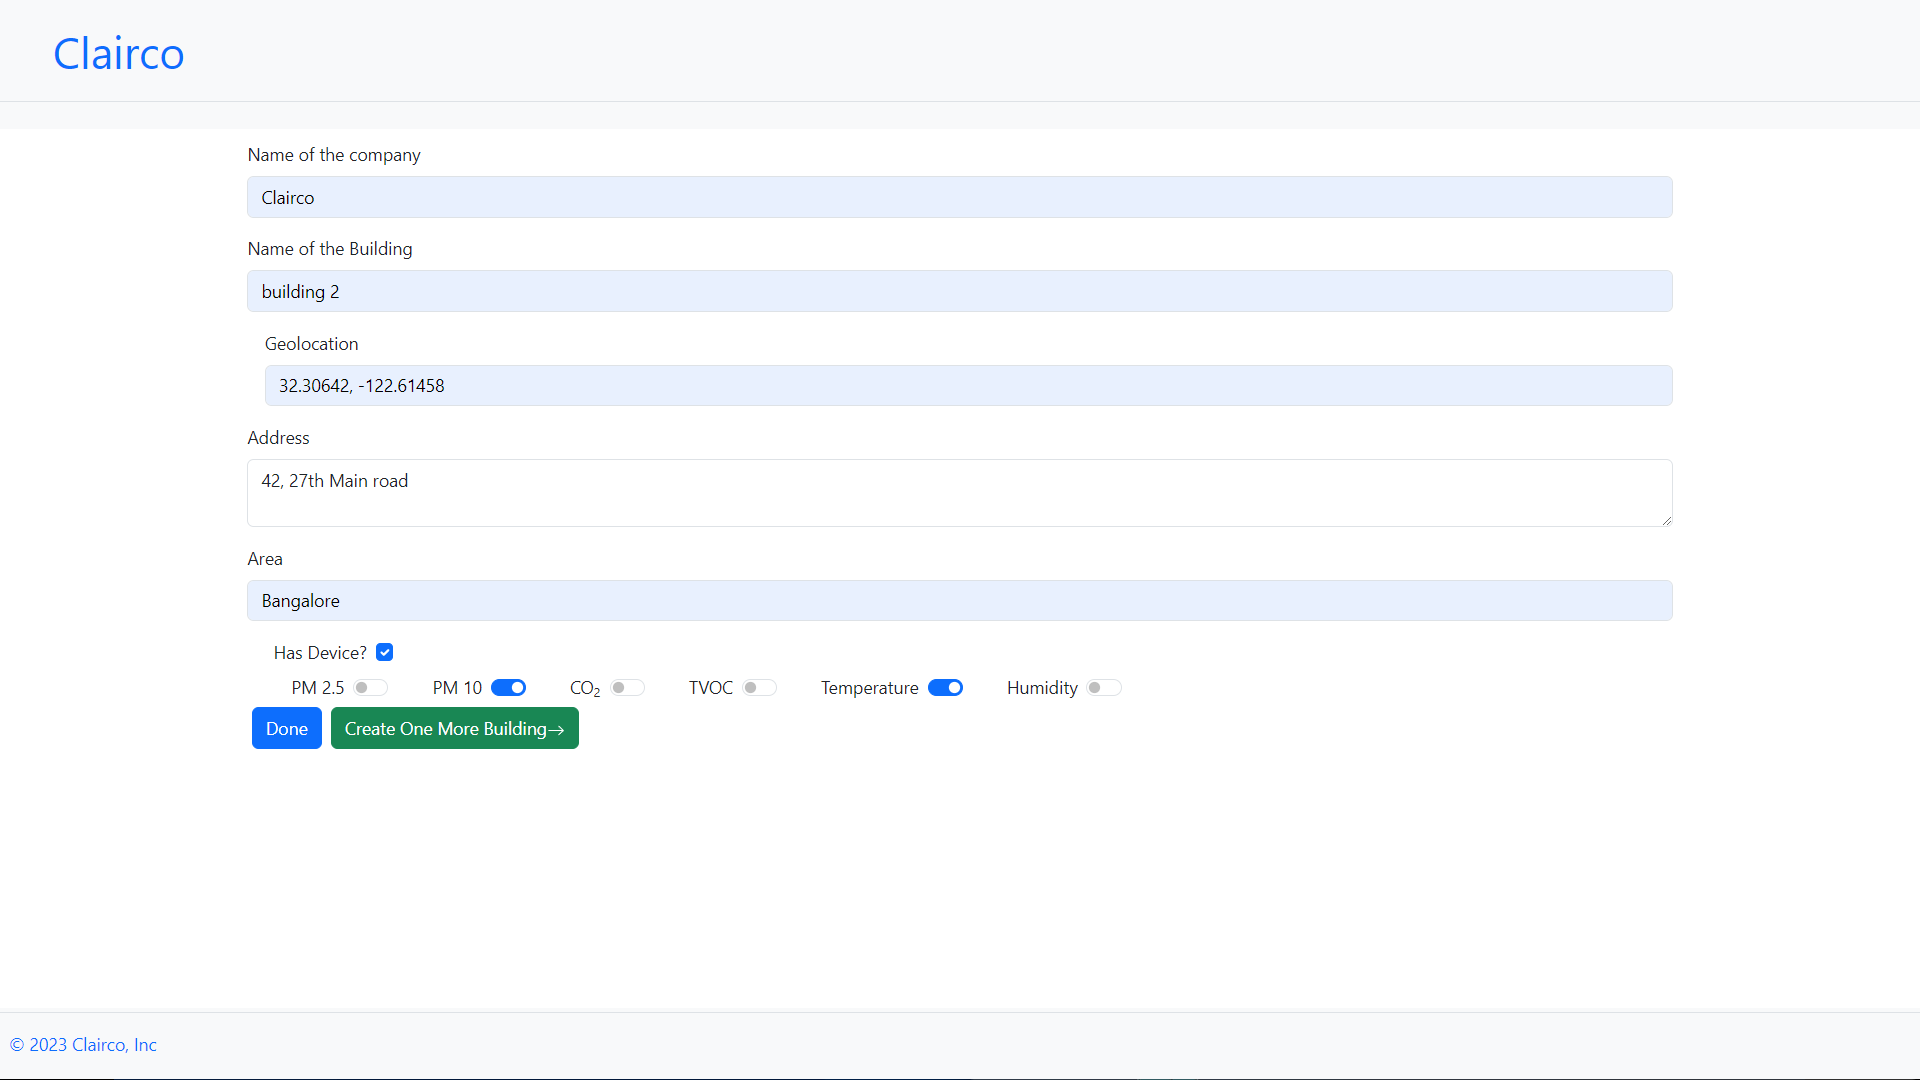 Clairco
Name of the company
Clairco
Name of the Building
building 2
Geolocation
32.30642, -122.61458
Address
42, 27th Main road
Area
Bangalore
Has Device?
PM 2.5 PM 10 CO₂ TVOC Temperature Humidity
Done Create One More Building→
© 2023 Clairco, Inc